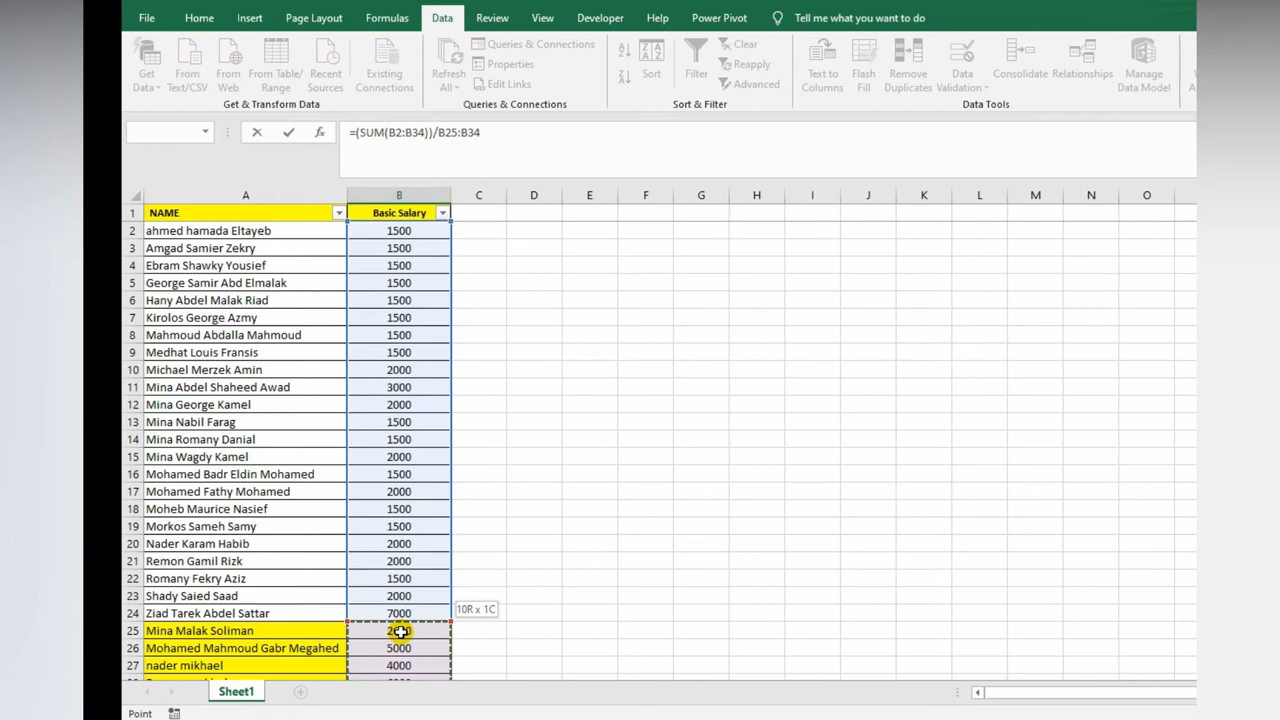 File Home Insert Page Layout Formulas Data Review View Developer Help Power Pivot Tell me what you want to do
Get Data From Text/CSV From Web From Table/ Range Recent Sources Existing Connections Refresh All Queries & Connections Properties Edit Links Sort Filter Clear Reapply Advanced Text to Columns Flash Fill Remove Duplicates Data Validation Consolidate Relationships Manage Data Model
Get & Transform Data Queries & Connections Sort & Filter Data Tools
fx =(SUM(B2:B34))/B25:B34
A B C D E F G H I J K L M N O
1 NAME Basic Salary
2 ahmed hamada Eltayeb 1500
3 Amgad Samier Zekry 1500
4 Ebram Shawky Yousief 1500
5 George Samir Abd Elmalak 1500
6 Hany Abdel Malak Riad 1500
7 Kirolos George Azmy 1500
8 Mahmoud Abdalla Mahmoud 1500
9 Medhat Louis Fransis 1500
10 Michael Merzek Amin 2000
11 Mina Abdel Shaheed Awad 3000
12 Mina George Kamel 2000
13 Mina Nabil Farag 1500
14 Mina Romany Danial 1500
15 Mina Wagdy Kamel 2000
16 Mohamed Badr Eldin Mohamed 1500
17 Mohamed Fathy Mohamed 2000
18 Moheb Maurice Nasief 1500
19 Morkos Sameh Samy 1500
20 Nader Karam Habib 2000
21 Remon Gamil Rizk 2000
22 Romany Fekry Aziz 1500
23 Shady Saied Saad 2000
24 Ziad Tarek Abdel Sattar 7000
10R x 1C
25 Mina Malak Soliman
26 Mohamed Mahmoud Gabr Megahed 5000
27 nader mikhael 4000
Sheet1
Point